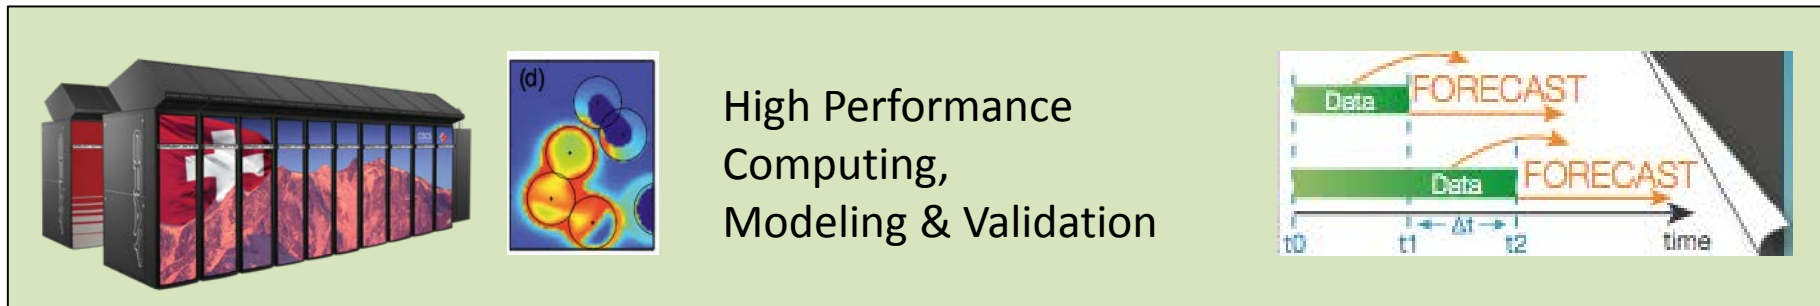 (d)
High Performance
Computing,
Modeling & Validation
Data
FORECAST
Data
FORECAST
t0
t1
Δt
t2
time